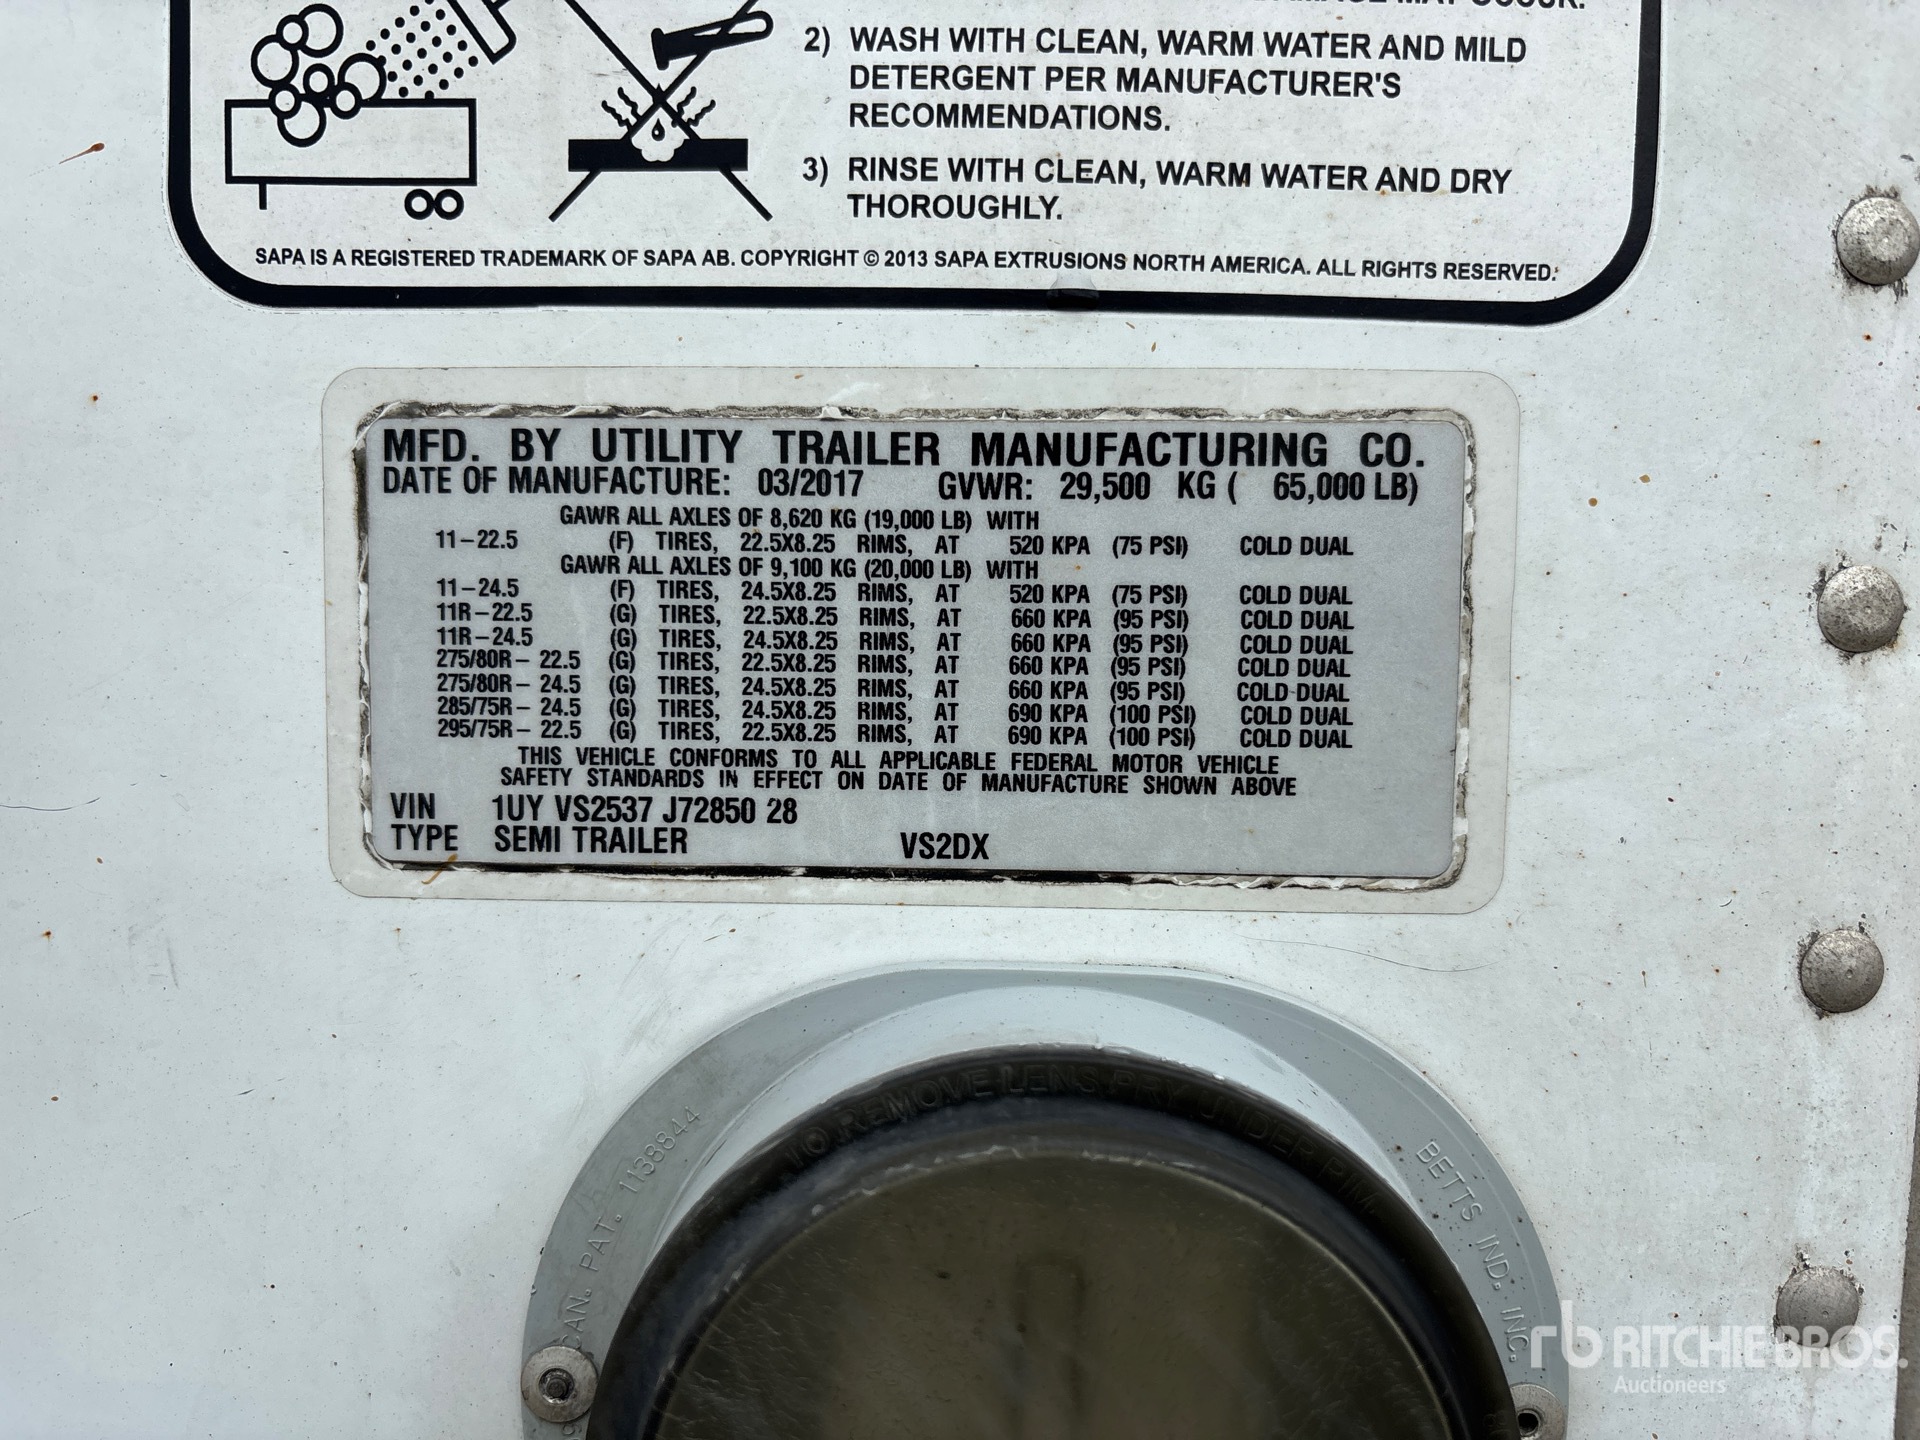 DAMAGE MAY OCCUR.
2) WASH WITH CLEAN, WARM WATER AND MILD
DETERGENT PER MANUFACTURER'S
RECOMMENDATIONS.
3) RINSE WITH CLEAN, WARM WATER AND DRY
THOROUGHLY.
SAPA IS A REGISTERED TRADEMARK OF SAPA AB. COPYRIGHT © 2013 SAPA EXTRUSIONS NORTH AMERICA. ALL RIGHTS RESERVED.
MFD. BY UTILITY TRAILER MANUFACTURING CO.
DATE OF MANUFACTURE: 03/2017 GVWR: 29,500 KG ( 65,000 LB)
GAWR ALL AXLES OF 8,620 KG (19,000 LB) WITH
11-22.5 (F) TIRES, 22.5X8.25 RIMS, AT 520 KPA (75 PSI) COLD DUAL
GAWR ALL AXLES OF 9,100 KG (20,000 LB) WITH
11-24.5 (F) TIRES, 24.5X8.25 RIMS, AT 520 KPA (75 PSI) COLD DUAL
11R-22.5 (G) TIRES, 22.5X8.25 RIMS, AT 660 KPA (95 PSI) COLD DUAL
11R-24.5 (G) TIRES, 24.5X8.25 RIMS, AT 660 KPA (95 PSI) COLD DUAL
275/80R- 22.5 (G) TIRES, 22.5X8.25 RIMS, AT 660 KPA (95 PSI) COLD DUAL
275/80R- 24.5 (G) TIRES, 24.5X8.25 RIMS, AT 660 KPA (95 PSI) COLD DUAL
285/75R- 24.5 (G) TIRES, 24.5X8.25 RIMS, AT 690 KPA (100 PSI) COLD DUAL
295/75R- 22.5 (G) TIRES, 22.5X8.25 RIMS, AT 690 KPA (100 PSI) COLD DUAL
THIS VEHICLE CONFORMS TO ALL APPLICABLE FEDERAL MOTOR VEHICLE
SAFETY STANDARDS IN EFFECT ON DATE OF MANUFACTURE SHOWN ABOVE
VIN 1UY VS2537 J72850 28
TYPE SEMI TRAILER VS2DX
TO REMOVE LENS PRY UNDER RIM
CAN. PAT. 1138844
BETTS IND. INC.
rb RITCHIE BROS.
Auctioneers